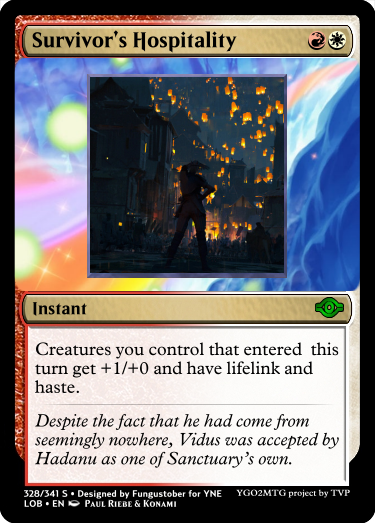 Survivor's Hospitality
Instant
Creatures you control that entered  this
turn get +1/+0 and have lifelink and
haste.
Despite the fact that he had come from
seemingly nowhere, Vidus was accepted by
Hadanu as one of Sanctuary's own.
328/341 S • Designed by Fungustober for YNE
LOB • EN PAUL RIEBE & KONAMI
YGO2MTG project by TVP